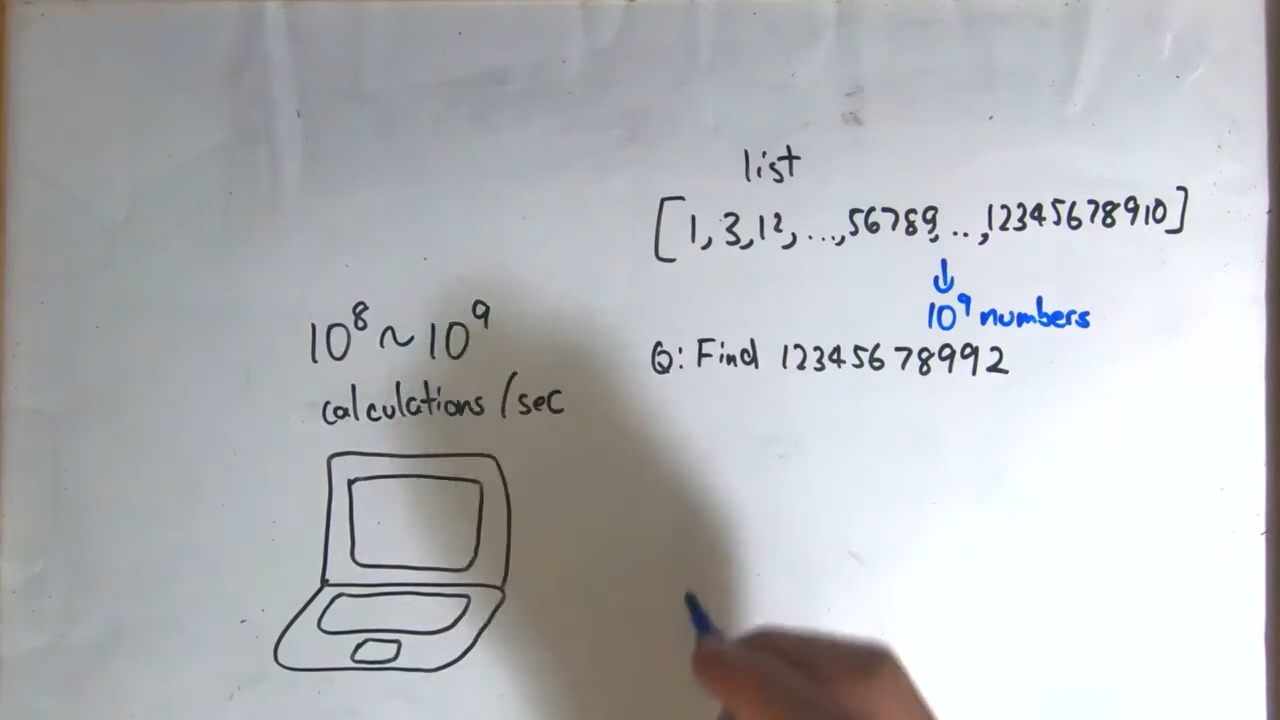 list
[1, 3, 12, ..., 56789, .., 12345678910]
10⁹ numbers
10⁸ ~ 10⁹
calculations / sec
Q: Find 12345678992